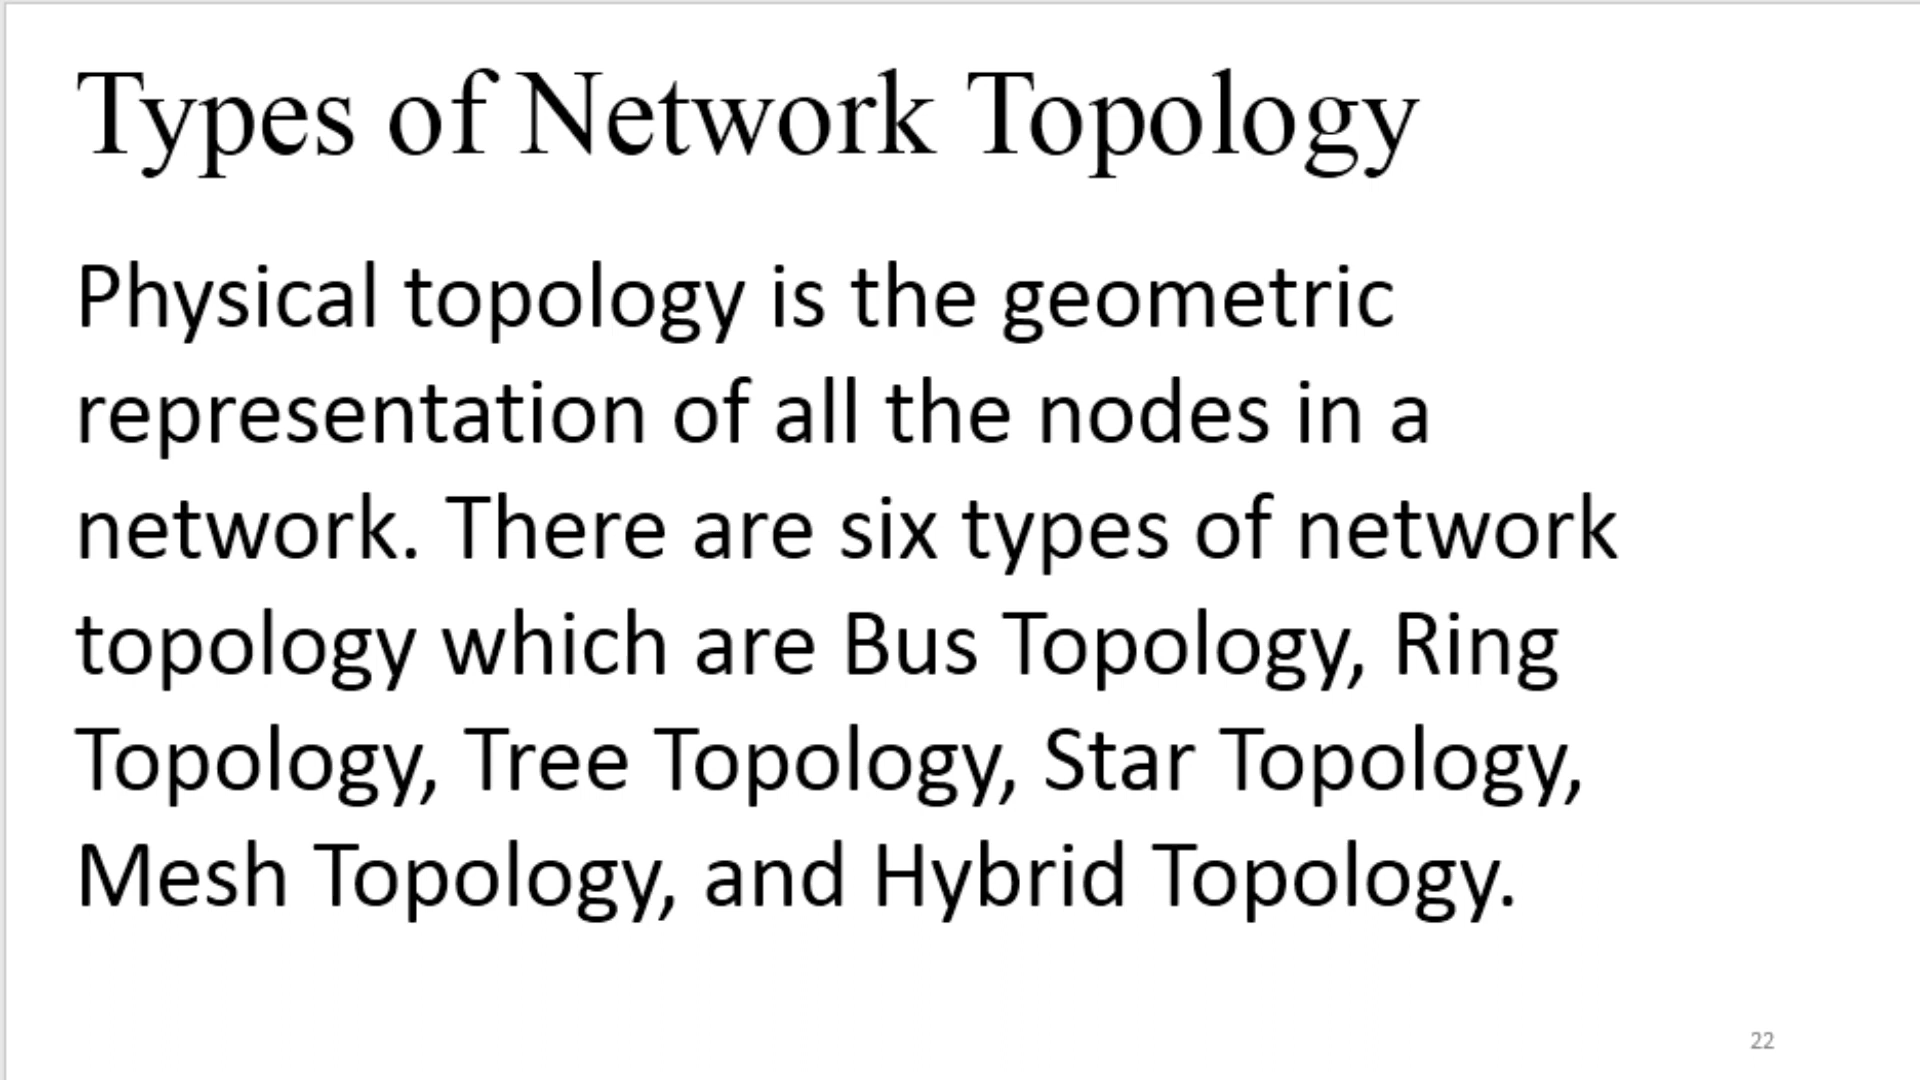 Types of Network Topology
Physical topology is the geometric
representation of all the nodes in a
network. There are six types of network
topology which are Bus Topology, Ring
Topology, Tree Topology, Star Topology,
Mesh Topology, and Hybrid Topology.
22